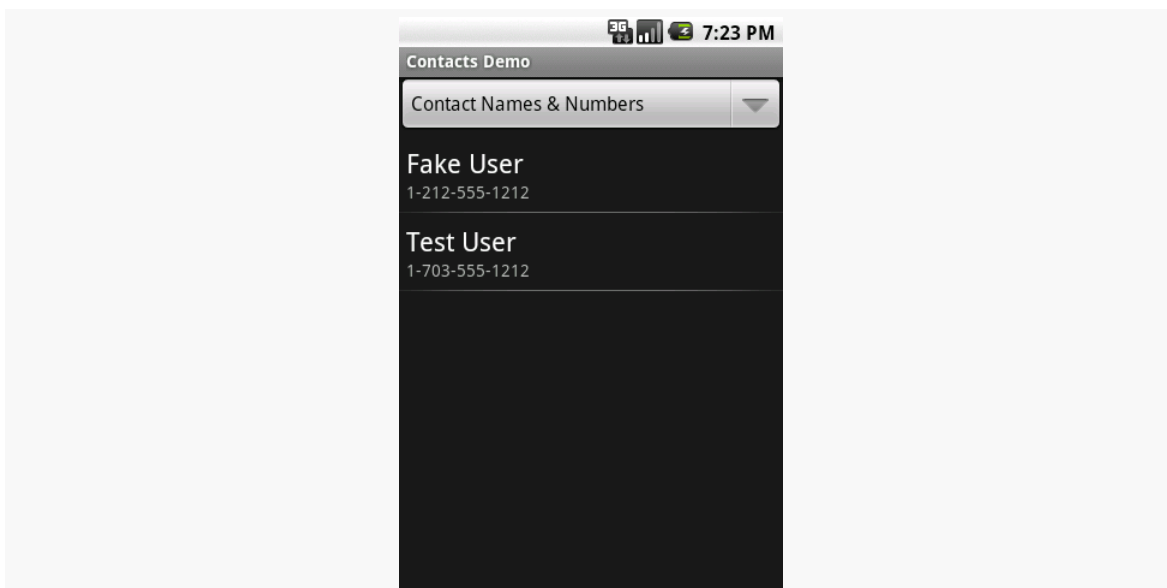 3G 7:23 PM
Contacts Demo
Contact Names & Numbers
Fake User
1-212-555-1212
Test User
1-703-555-1212